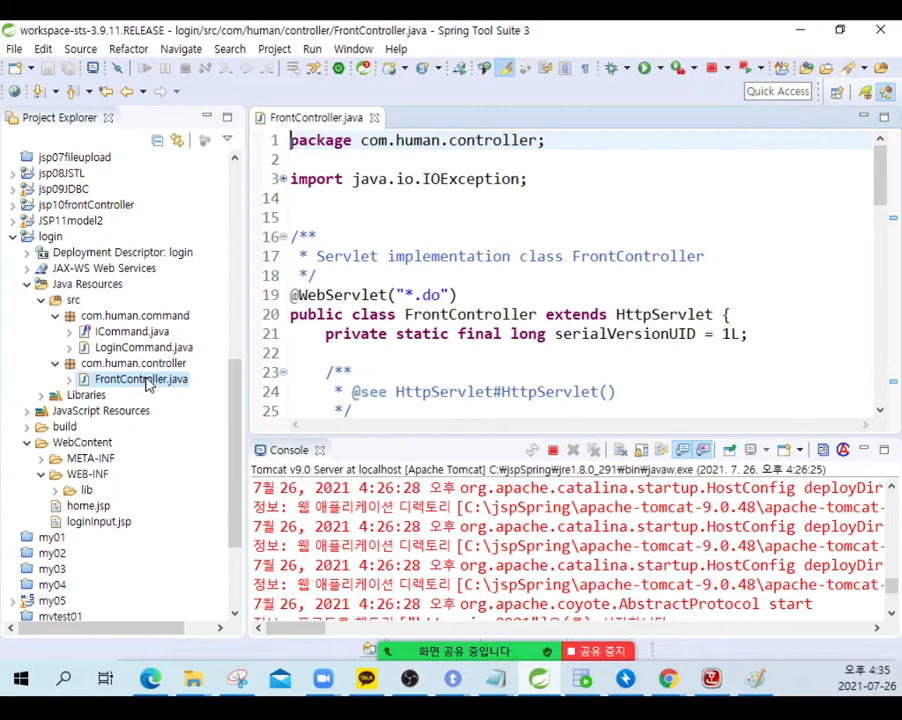 workspace-sts-3.9.11.RELEASE - login/src/com/human/controller/FrontController.java - Spring Tool Suite 3
File Edit Source Refactor Navigate Search Project Run Window Help
Quick Access
Project Explorer
jsp07fileupload
jsp08JSTL
jsp09JDBC
jsp10frontController
JSP11model2
login
Deployment Descriptor: login
JAX-WS Web Services
Java Resources
src
com.human.command
ICommand.java
LoginCommand.java
com.human.controller
FrontController.java
Libraries
JavaScript Resources
build
WebContent
META-INF
WEB-INF
lib
home.jsp
loginInput.jsp
my01
my02
my03
my04
my05
mvtest01
FrontController.java
1 package com.human.controller;
2
3 import java.io.IOException;
14
15
16 /**
17 * Servlet implementation class FrontController
18 */
19 @WebServlet("*.do")
20 public class FrontController extends HttpServlet {
21 private static final long serialVersionUID = 1L;
22
23 /**
24 * @see HttpServlet#HttpServlet()
25 */
Console
Tomcat v9.0 Server at localhost [Apache Tomcat] C:₩jspSpring₩jre1.8.0_291₩bin₩javaw.exe (2021. 7. 26. 오후 4:26:25)
7월 26, 2021 4:26:28 오후 org.apache.catalina.startup.HostConfig deployDir
정보: 웹 애플리케이션 디렉토리 [C:\jspSpring\apache-tomcat-9.0.48\apache-tomcat-
7월 26, 2021 4:26:28 오후 org.apache.catalina.startup.HostConfig deployDir
정보: 웹 애플리케이션 디렉토리 [C:\jspSpring\apache-tomcat-9.0.48\apache-tomcat-
7월 26, 2021 4:26:28 오후 org.apache.catalina.startup.HostConfig deployDir
정보: 웹 애플리케이션 디렉토리 [C:\jspSpring\apache-tomcat-9.0.48\apache-tomcat-
7월 26, 2021 4:26:28 오후 org.apache.coyote.AbstractProtocol start
화면 공유 중입니다
공유 중지
TALK
오후 4:35
2021-07-26